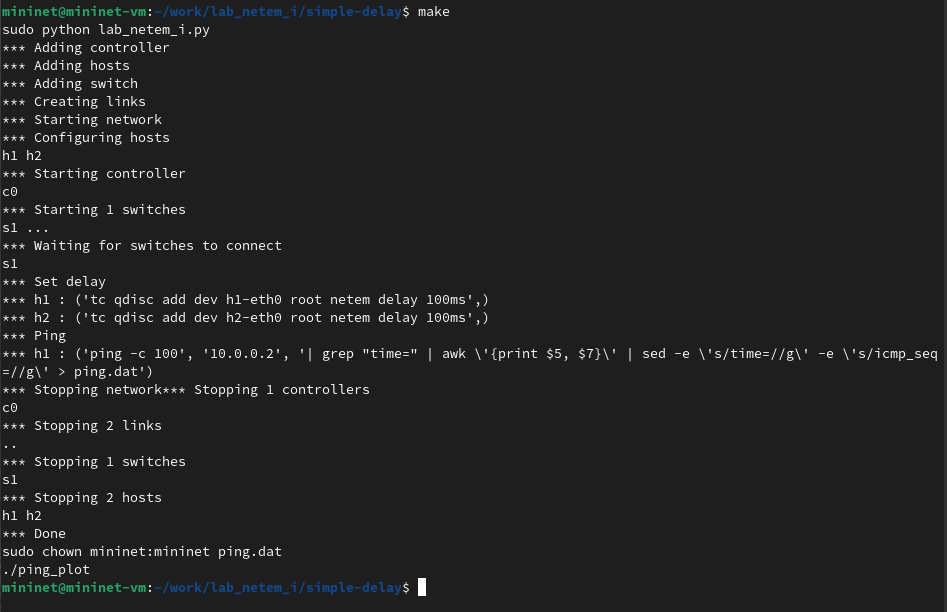 mininet@mininet-vm:~/work/lab_netem_i/simple-delay$ make
sudo python lab_netem_i.py
*** Adding controller
*** Adding hosts
*** Adding switch
*** Creating links
*** Starting network
*** Configuring hosts
h1 h2
*** Starting controller
c0
*** Starting 1 switches
s1 ...
*** Waiting for switches to connect
s1
*** Set delay
*** h1 : ('tc qdisc add dev h1-eth0 root netem delay 100ms',)
*** h2 : ('tc qdisc add dev h2-eth0 root netem delay 100ms',)
*** Ping
*** h1 : ('ping -c 100', '10.0.0.2', '| grep "time=" | awk \'{print $5, $7}\' | sed -e \'s/time=//g\' -e \'s/icmp_seq
=//g\' > ping.dat')
*** Stopping network*** Stopping 1 controllers
c0
*** Stopping 2 links
..
*** Stopping 1 switches
s1
*** Stopping 2 hosts
h1 h2
*** Done
sudo chown mininet:mininet ping.dat
./ping_plot
mininet@mininet-vm:~/work/lab_netem_i/simple-delay$